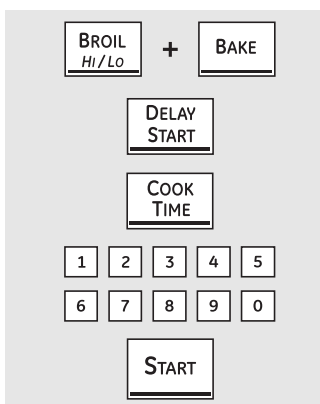 BROIL + BAKE
HI/LO
DELAY
START
COOK
TIME
1 2 3 4 5
6 7 8 9 0
START